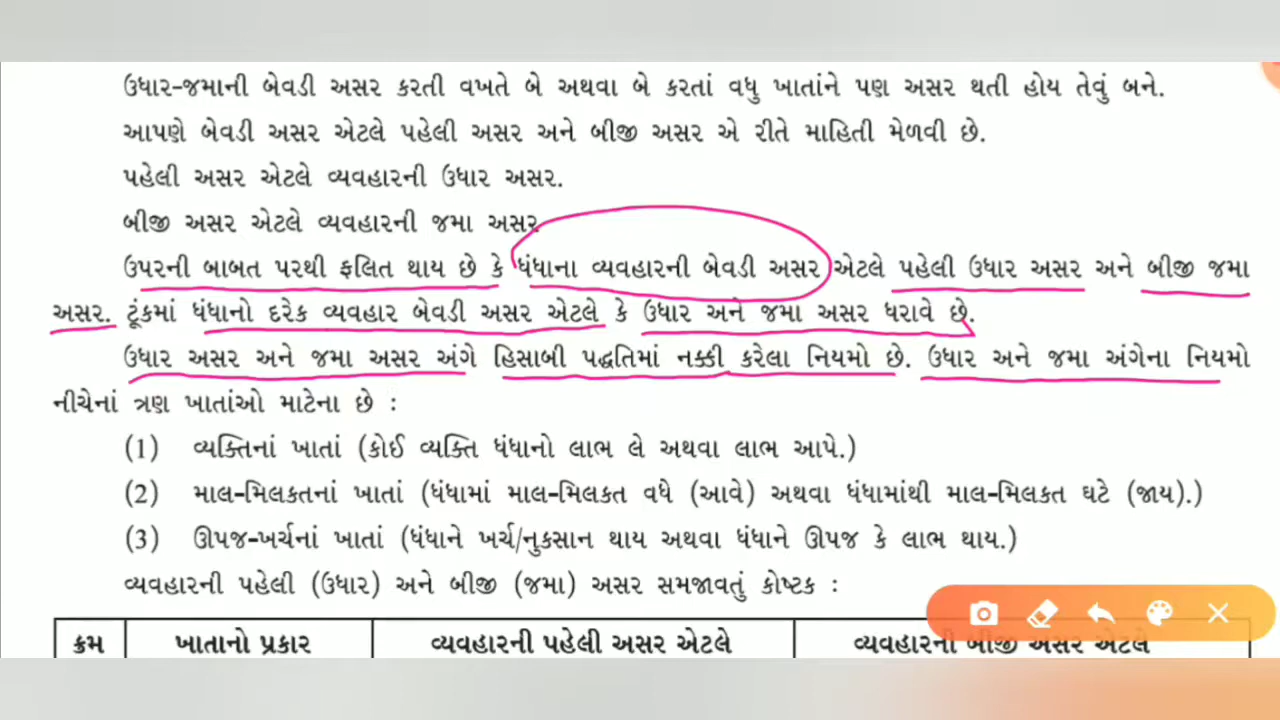 ઉધાર-જમાની બેવડી અસર કરતી વખતે બે અથવા બે કરતાં વધુ ખાતાંને પણ અસર થતી હોય તેવું બને.
આપણે બેવડી અસર એટલે પહેલી અસર અને બીજી અસર એ રીતે માહિતી મેળવી છે.
પહેલી અસર એટલે વ્યવહારની ઉધાર અસર.
બીજી અસર એટલે વ્યવહારની જમા અસર
ઉપરની બાબત પરથી ફલિત થાય છે કે ધંધાના વ્યવહારની બેવડી અસર એટલે પહેલી ઉધાર અસર અને બીજી જમા
અસર. ટૂંકમાં ધંધાનો દરેક વ્યવહાર બેવડી અસર એટલે કે ઉધાર અને જમા અસર ધરાવે છે.
ઉધાર અસર અને જમા અસર અંગે હિસાબી પદ્ધતિમાં નક્કી કરેલા નિયમો છે. ઉધાર અને જમા અંગેના નિયમો
નીચેનાં ત્રણ ખાતાંઓ માટેના છે :
(1) વ્યક્તિનાં ખાતાં (કોઈ વ્યક્તિ ધંધાનો લાભ લે અથવા લાભ આપે.)
(2) માલ-મિલકતનાં ખાતાં (ધંધામાં માલ-મિલકત વધે (આવે) અથવા ધંધામાંથી માલ-મિલકત ઘટે (જાય).)
(3) ઊપજ-ખર્ચનાં ખાતાં (ધંધાને ખર્ચ/નુકસાન થાય અથવા ધંધાને ઊપજ કે લાભ થાય.)
વ્યવહારની પહેલી (ઉધાર) અને બીજી (જમા) અસર સમજાવતું કોષ્ટક :
ક્રમ ખાતાનો પ્રકાર વ્યવહારની પહેલી અસર એટલે વ્યવહારની બીજી અસર એટલે